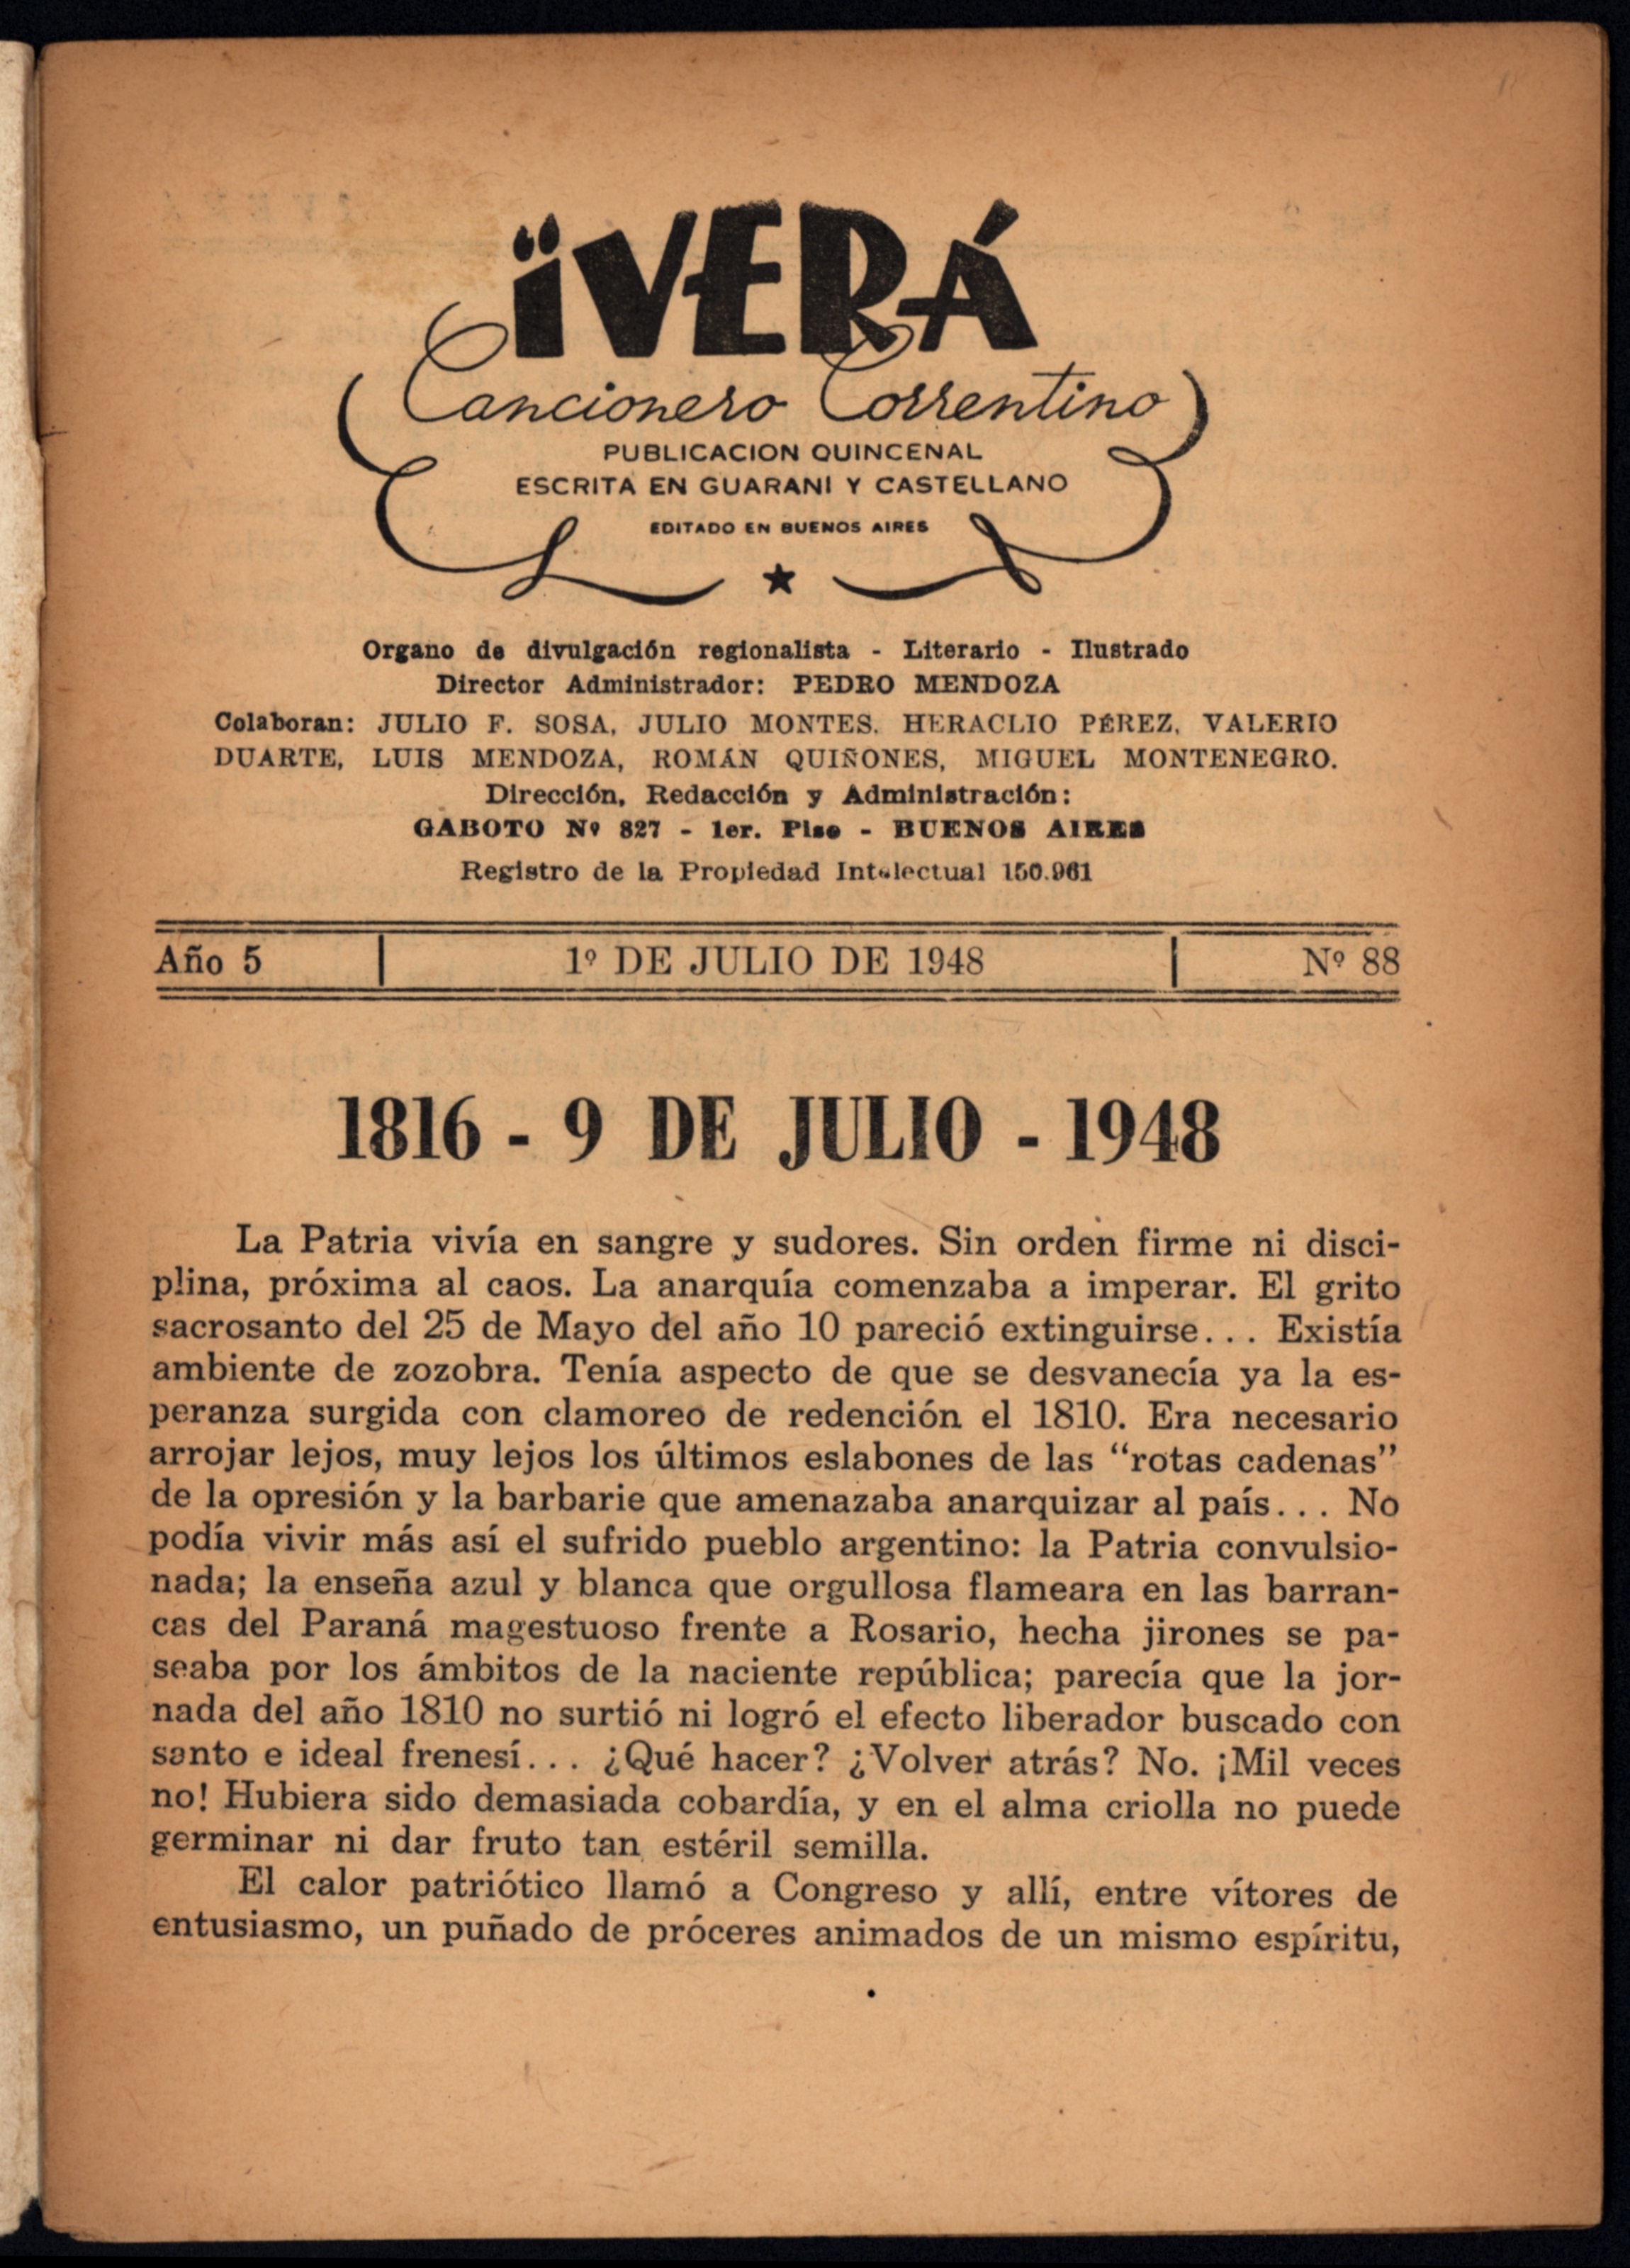 ÏVERÁ
Cancionero Correntino
PUBLICACION QUINCENAL
ESCRITA EN GUARANI Y CASTELLANO
EDITADO EN BUENOS AIRES
Organo de divulgación regionalista - Literario - Ilustrado
Director Administrador: PEDRO MENDOZA
Colaboran: JULIO F. SOSA, JULIO MONTES. HERACLIO PÉREZ, VALERIO
DUARTE, LUIS MENDOZA, ROMÁN QUIÑONES, MIGUEL MONTENEGRO.
Dirección, Redacción y Administración:
GABOTO Nº 827 - 1er. Piso - BUENOS AIRES
Registro de la Propiedad Intelectual 150.961
Año 5 1º DE JULIO DE 1948 Nº 88
1816 - 9 DE JULIO - 1948
La Patria vivía en sangre y sudores. Sin orden firme ni disci-
plina, próxima al caos. La anarquía comenzaba a imperar. El grito
sacrosanto del 25 de Mayo del año 10 pareció extinguirse... Existía
ambiente de zozobra. Tenía aspecto de que se desvanecía ya la es-
peranza surgida con clamoreo de redención el 1810. Era necesario
arrojar lejos, muy lejos los últimos eslabones de las “rotas cadenas”
de la opresión y la barbarie que amenazaba anarquizar al país... No
podía vivir más así el sufrido pueblo argentino: la Patria convulsio-
nada; la enseña azul y blanca que orgullosa flameara en las barran-
cas del Paraná magestuoso frente a Rosario, hecha jirones se pa-
seaba por los ámbitos de la naciente república; parecía que la jor-
nada del año 1810 no surtió ni logró el efecto liberador buscado con
santo e ideal frenesí... ¿Qué hacer? ¿Volver atrás? No. ¡Mil veces
no! Hubiera sido demasiada cobardía, y en el alma criolla no puede
germinar ni dar fruto tan estéril semilla.
El calor patriótico llamó a Congreso y allí, entre vítores de
entusiasmo, un puñado de próceres animados de un mismo espíritu,